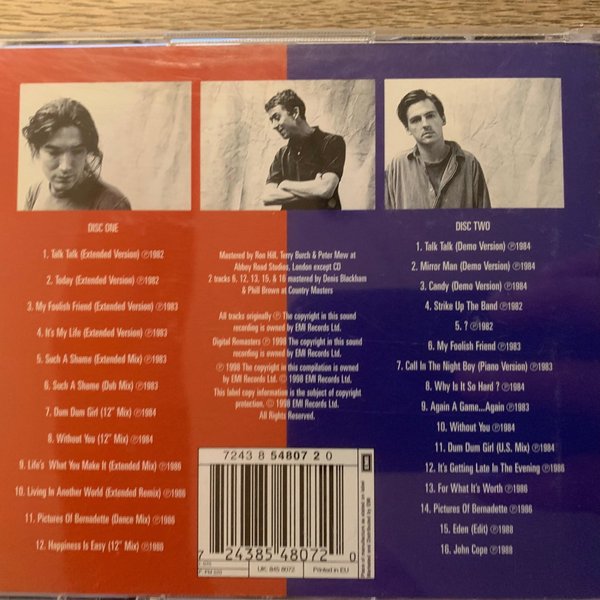 DISC ONE
1. Talk Talk (Extended Version) ℗1982
2. Today (Extended Version) ℗1982
3. My Foolish Friend (Extended Version) ℗1983
4. It's My Life (Extended Version) ℗1983
5. Such A Shame (Extended Mix) ℗1983
6. Such A Shame (Dub Mix) ℗1983
7. Dum Dum Girl (12" Mix) ℗1984
8. Without You (12" Mix) ℗1984
9. Life's What You Make It (Extended Mix) ℗1986
10. Living In Another World (Extended Remix) ℗1986
11. Pictures Of Bernadette (Dance Mix) ℗1986
12. Happiness Is Easy (12" Mix) ℗1986
Mastered by Ron Hill, Terry Burch & Peter Mew at
Abbey Road Studios, London except CD
2 tracks 6, 12, 13, 15, & 16 mastered by Denis Blackham
& Phill Brown at Country Masters
All tracks originally ℗ The copyright in this sound
recording is owned by EMI Records Ltd.
Digital Remasters ℗ 1998 The copyright in this sound
recording is owned by EMI Records Ltd.
℗ 1998 The copyright in this compilation is owned
by EMI Records Ltd. © 1998 EMI Records Ltd.
This label copy information is the subject of copyright
protection. © 1998 EMI Records Ltd.
All Rights Reserved.
DISC TWO
1. Talk Talk (Demo Version) ℗1984
2. Mirror Man (Demo Version) ℗1984
3. Candy (Demo Version) ℗1984
4. Strike Up The Band ℗1982
5. ? ℗1982
6. My Foolish Friend ℗1983
7. Call In The Night Boy (Piano Version) ℗1983
8. Why Is It So Hard ? ℗1984
9. Again A Game...Again ℗1983
10. Without You ℗1984
11. Dum Dum Girl (U.S. Mix) ℗1984
12. It's Getting Late In The Evening ℗1986
13. For What It's Worth ℗1986
14. Pictures Of Bernadette ℗1986
15. Eden (Edit) ℗1988
16. John Cope ℗1988
7243 8 54807 2 0
7 24385 48072 0
UK: 845 8072
Printed in EU
EMI